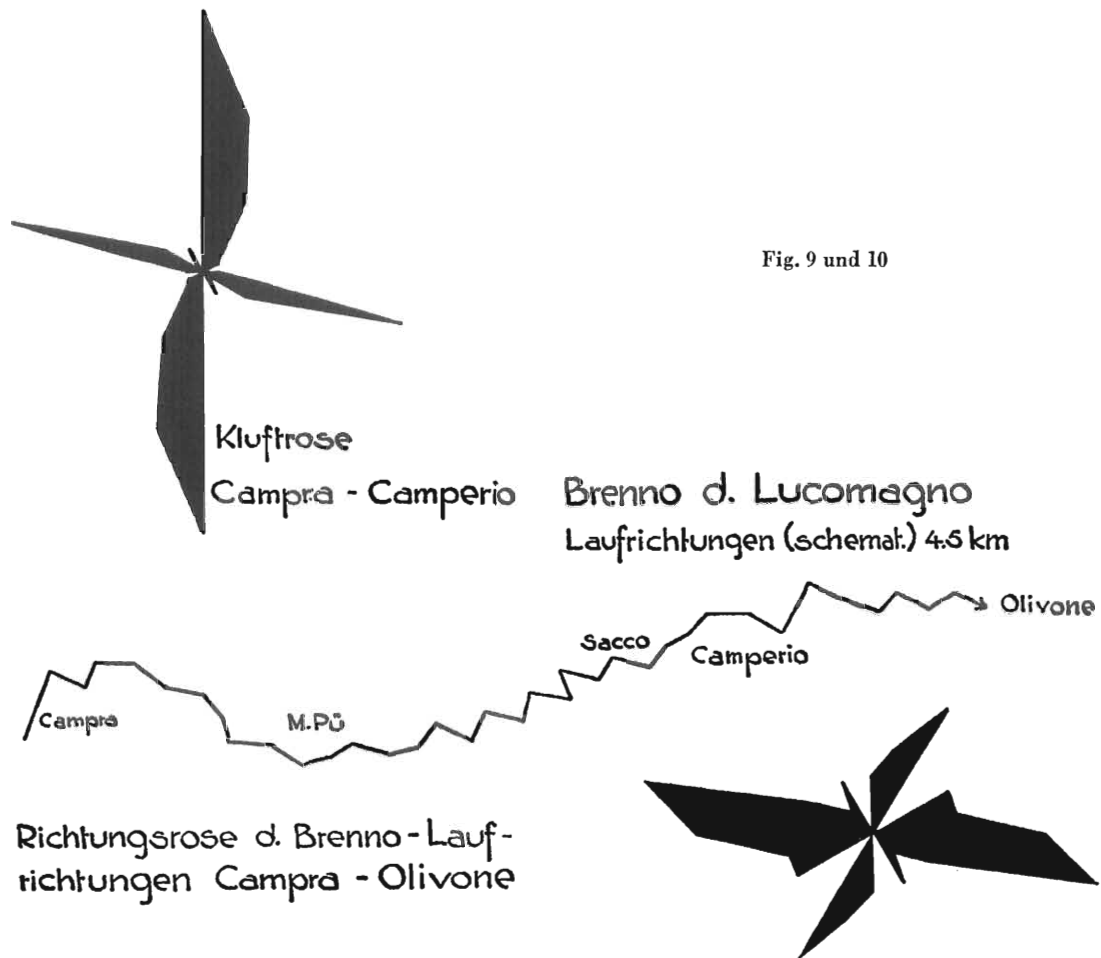 Fig. 9 und 10
Kluftrose
Campra - Camperio
Brenno d. Lucomagno
Laufrichtungen (schemat.) 4.5 km
Olivone
Sacco
Camperio
Campra
M.Pü
Richtungsrose d. Brenno-Lauf-
richtungen Campra - Olivone